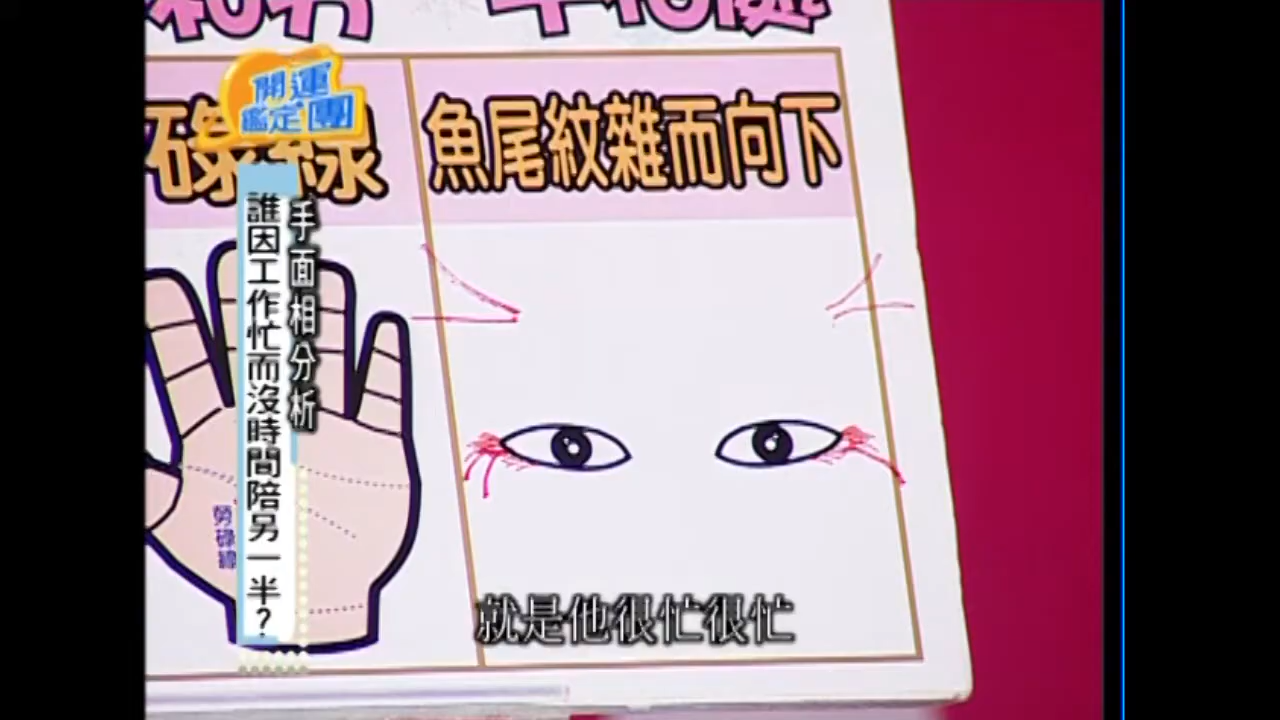 開運
鑑定團
碌線
魚尾紋雜而向下
手面相分析
誰因工作忙而沒時間陪另一半?
勞碌線
就是他很忙很忙